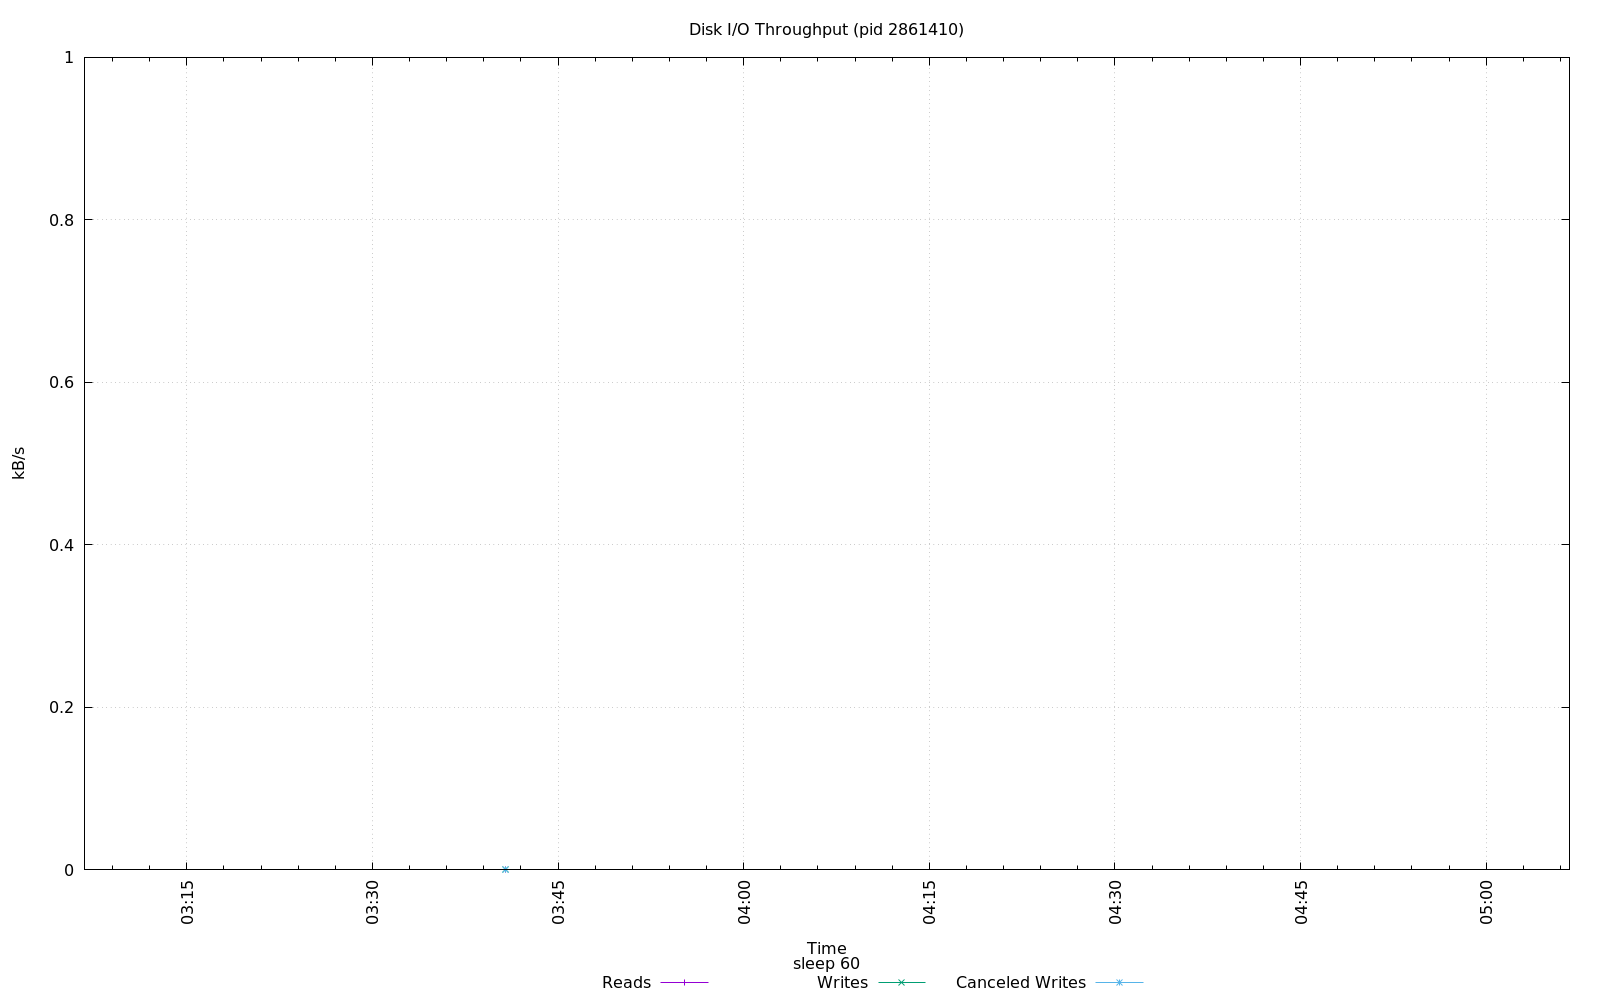 Disk I/O Throughput (pid 2861410)
1
0.8
0.6
0.4
0.2
0
kB/s
03:15 03:30 03:45 04:00 04:15 04:30 04:45 05:00
Time
sleep 60
Reads Writes Canceled Writes